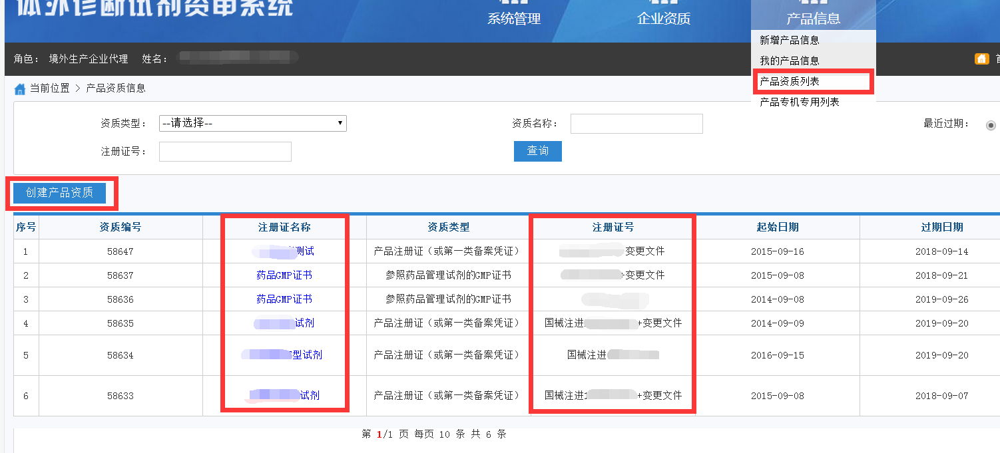 体外诊断试剂资审系统
系统管理 企业资质 产品信息
新增产品信息
我的产品信息
产品资质列表
产品专机专用列表
角色： 境外生产企业代理 姓名：
当前位置 > 产品资质信息
资质类型： --请选择-- 资质名称： 最近过期：
注册证号： 查询
创建产品资质
序号 资质编号 注册证名称 资质类型 注册证号 起始日期 过期日期
1 58647 测试 产品注册证（或第一类备案凭证） 变更文件 2015-09-16 2018-09-14
2 58637 药品GMP证书 参照药品管理试剂的GMP证书 变更文件 2015-09-08 2018-09-21
3 58636 药品GMP证书 参照药品管理试剂的GMP证书 2014-09-08 2019-09-26
4 58635 试剂 产品注册证（或第一类备案凭证） 国械注进 +变更文件 2014-09-09 2019-09-20
5 58634 型试剂 产品注册证（或第一类备案凭证） 国械注进 2016-09-15 2019-09-20
6 58633 试剂 产品注册证（或第一类备案凭证） 国械注进 +变更文件 2015-09-08 2018-09-07
第 1/1 页 每页 10 条 共 6 条